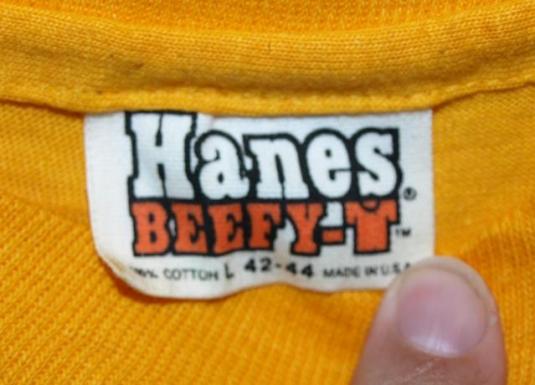 Hanes®
BEEFY-T™
% COTTON L 42-44 MADE IN U.S.A